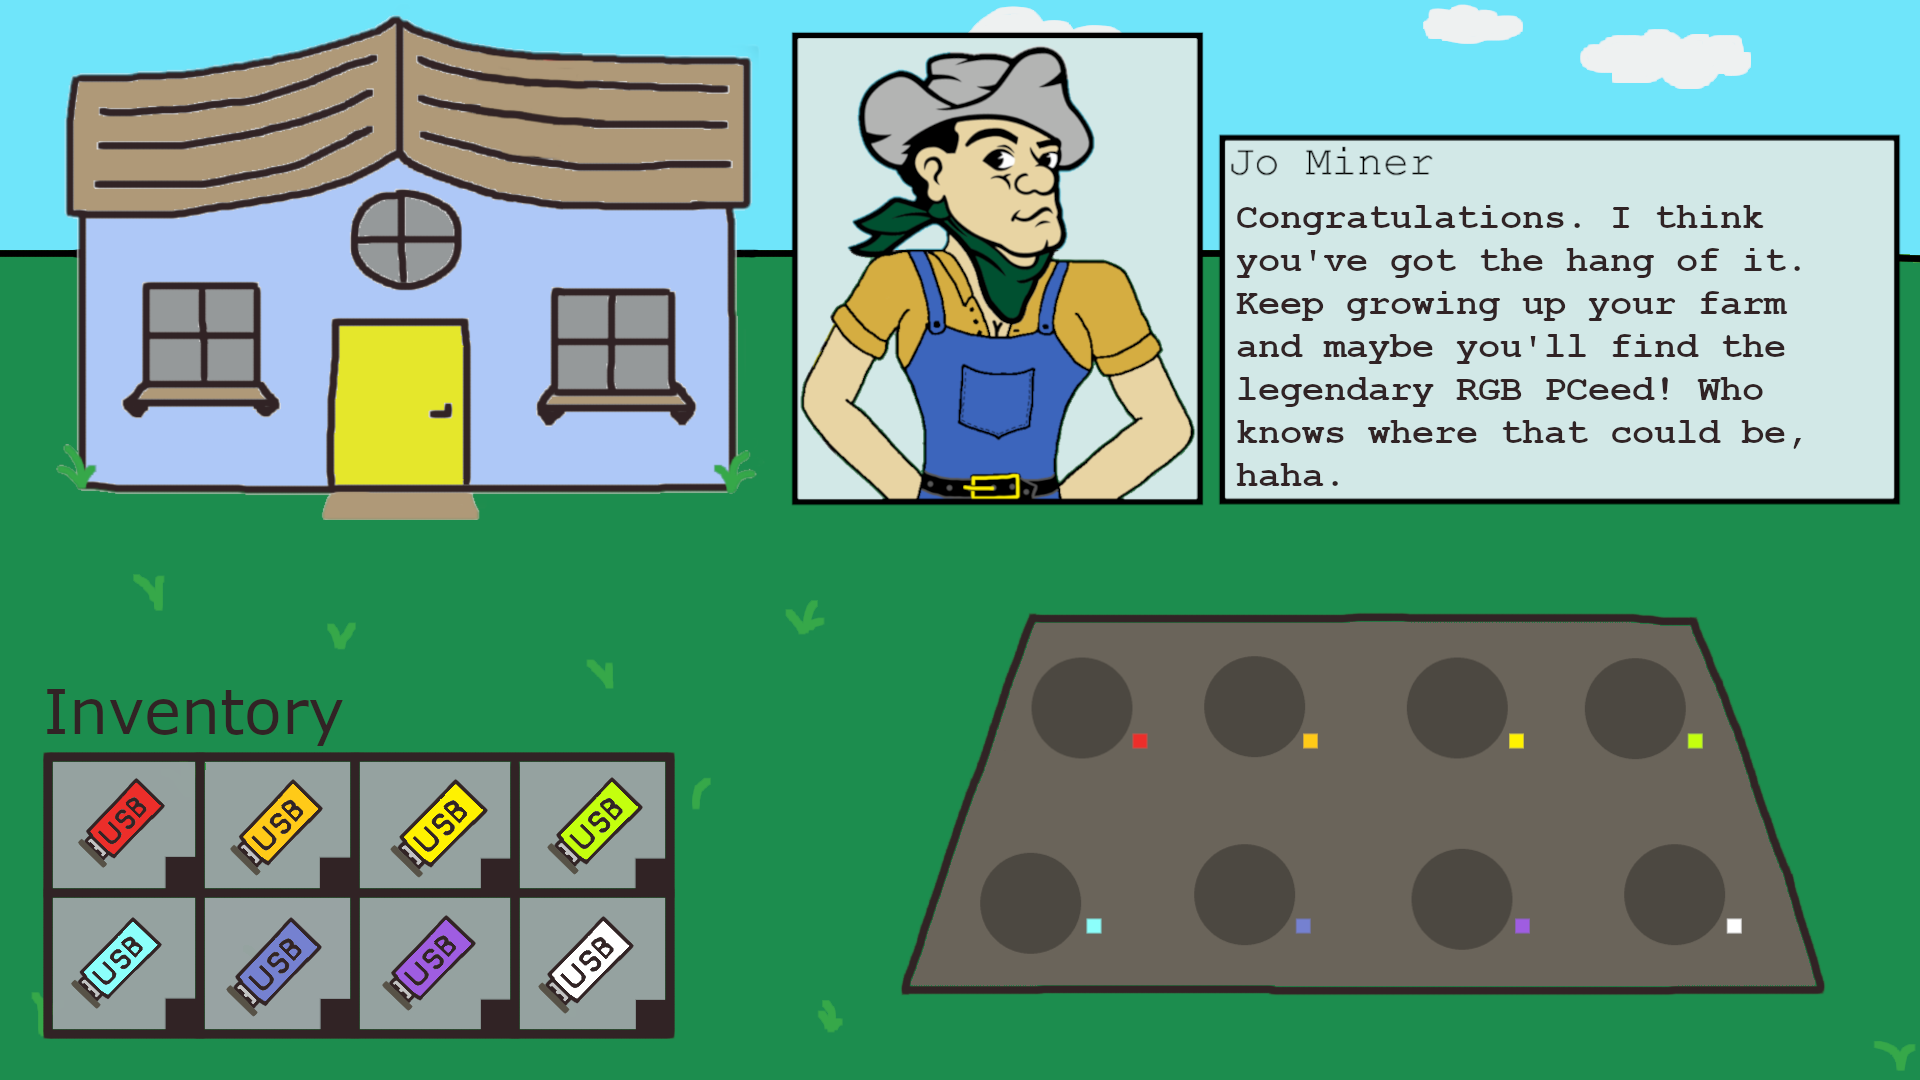 Jo Miner
Congratulations. I think
you've got the hang of it.
Keep growing up your farm
and maybe you'll find the
legendary RGB PCeed! Who
knows where that could be,
haha.
Inventory
USB
USB
USB
USB
USB
USB
USB
USB